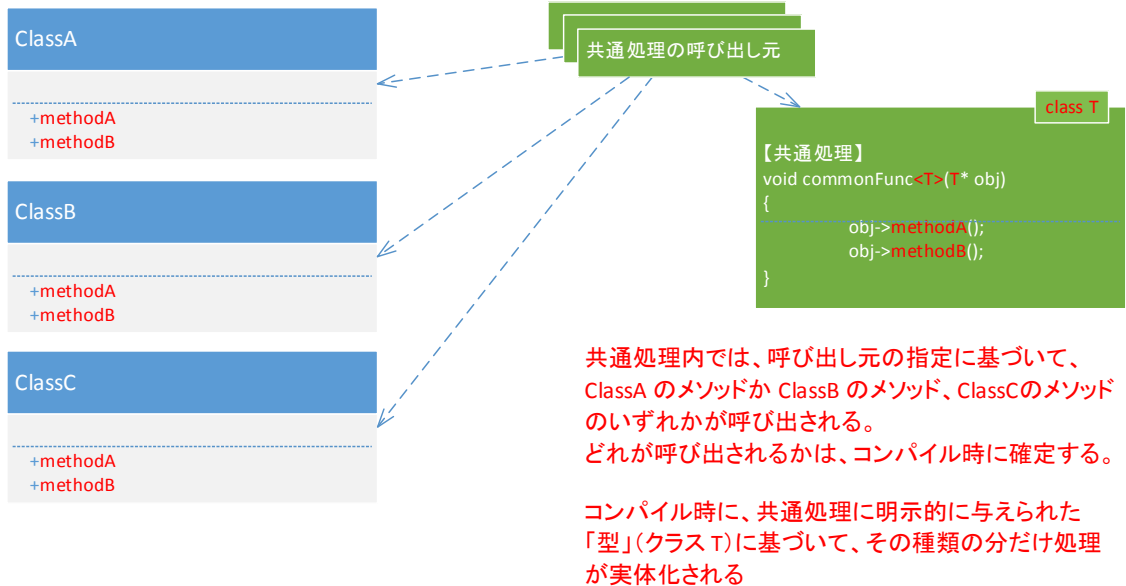 ClassA
+methodA
+methodB
ClassB
+methodA
+methodB
ClassC
+methodA
+methodB
共通処理の呼び出し元
class T
【共通処理】
void commonFunc<T>(T* obj)
{
obj->methodA();
obj->methodB();
}
共通処理内では、呼び出し元の指定に基づいて、
ClassA のメソッドか ClassB のメソッド、ClassCのメソッド
のいずれかが呼び出される。
どれが呼び出されるかは、コンパイル時に確定する。
コンパイル時に、共通処理に明示的に与えられた
「型」(クラス T)に基づいて、その種類の分だけ処理
が実体化される